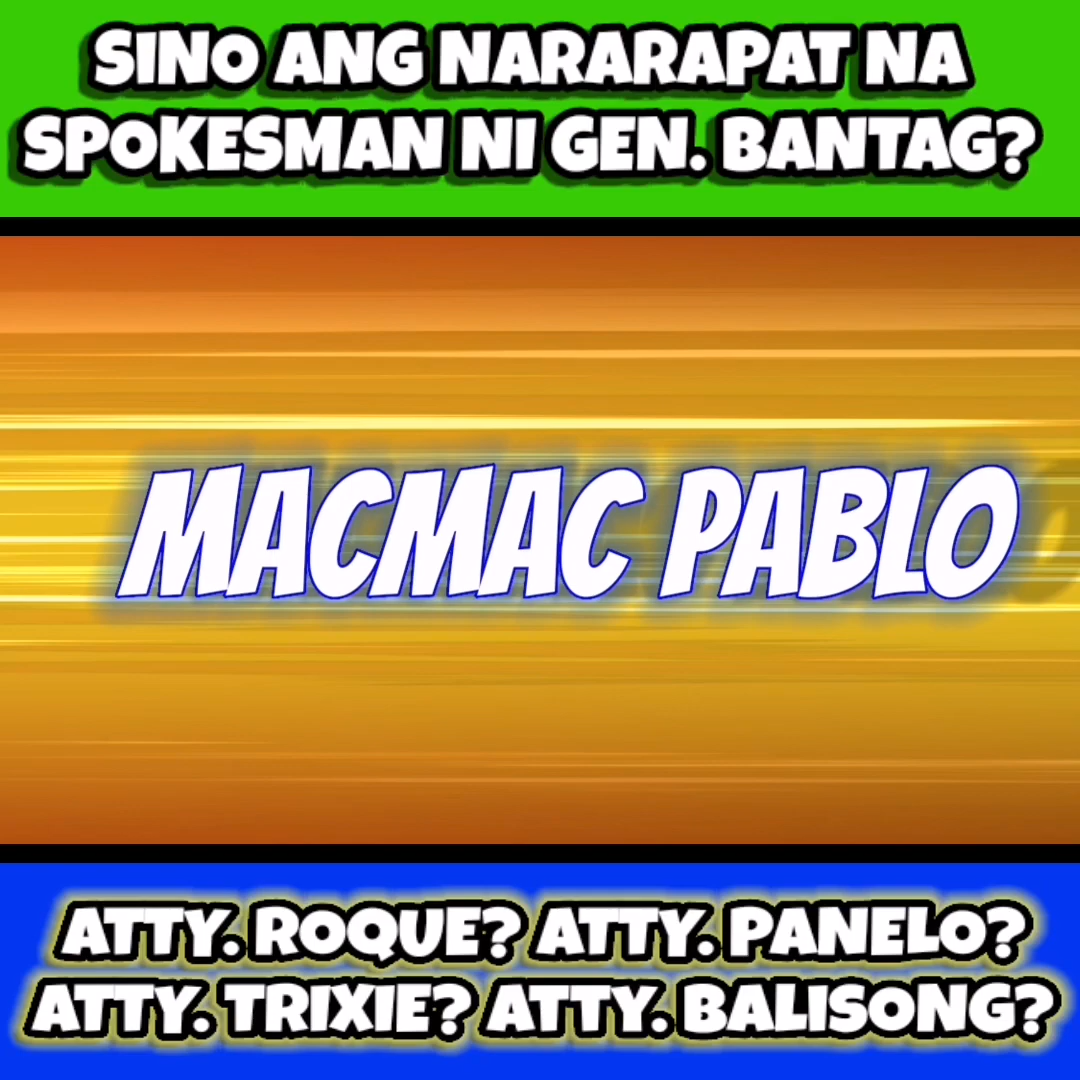 SINO ANG NARARAPAT NA
SPOKESMAN NI GEN. BANTAG?
MACMAC PABLO
ATTY. ROQUE? ATTY. PANELO?
ATTY. TRIXIE? ATTY. BALISONG?